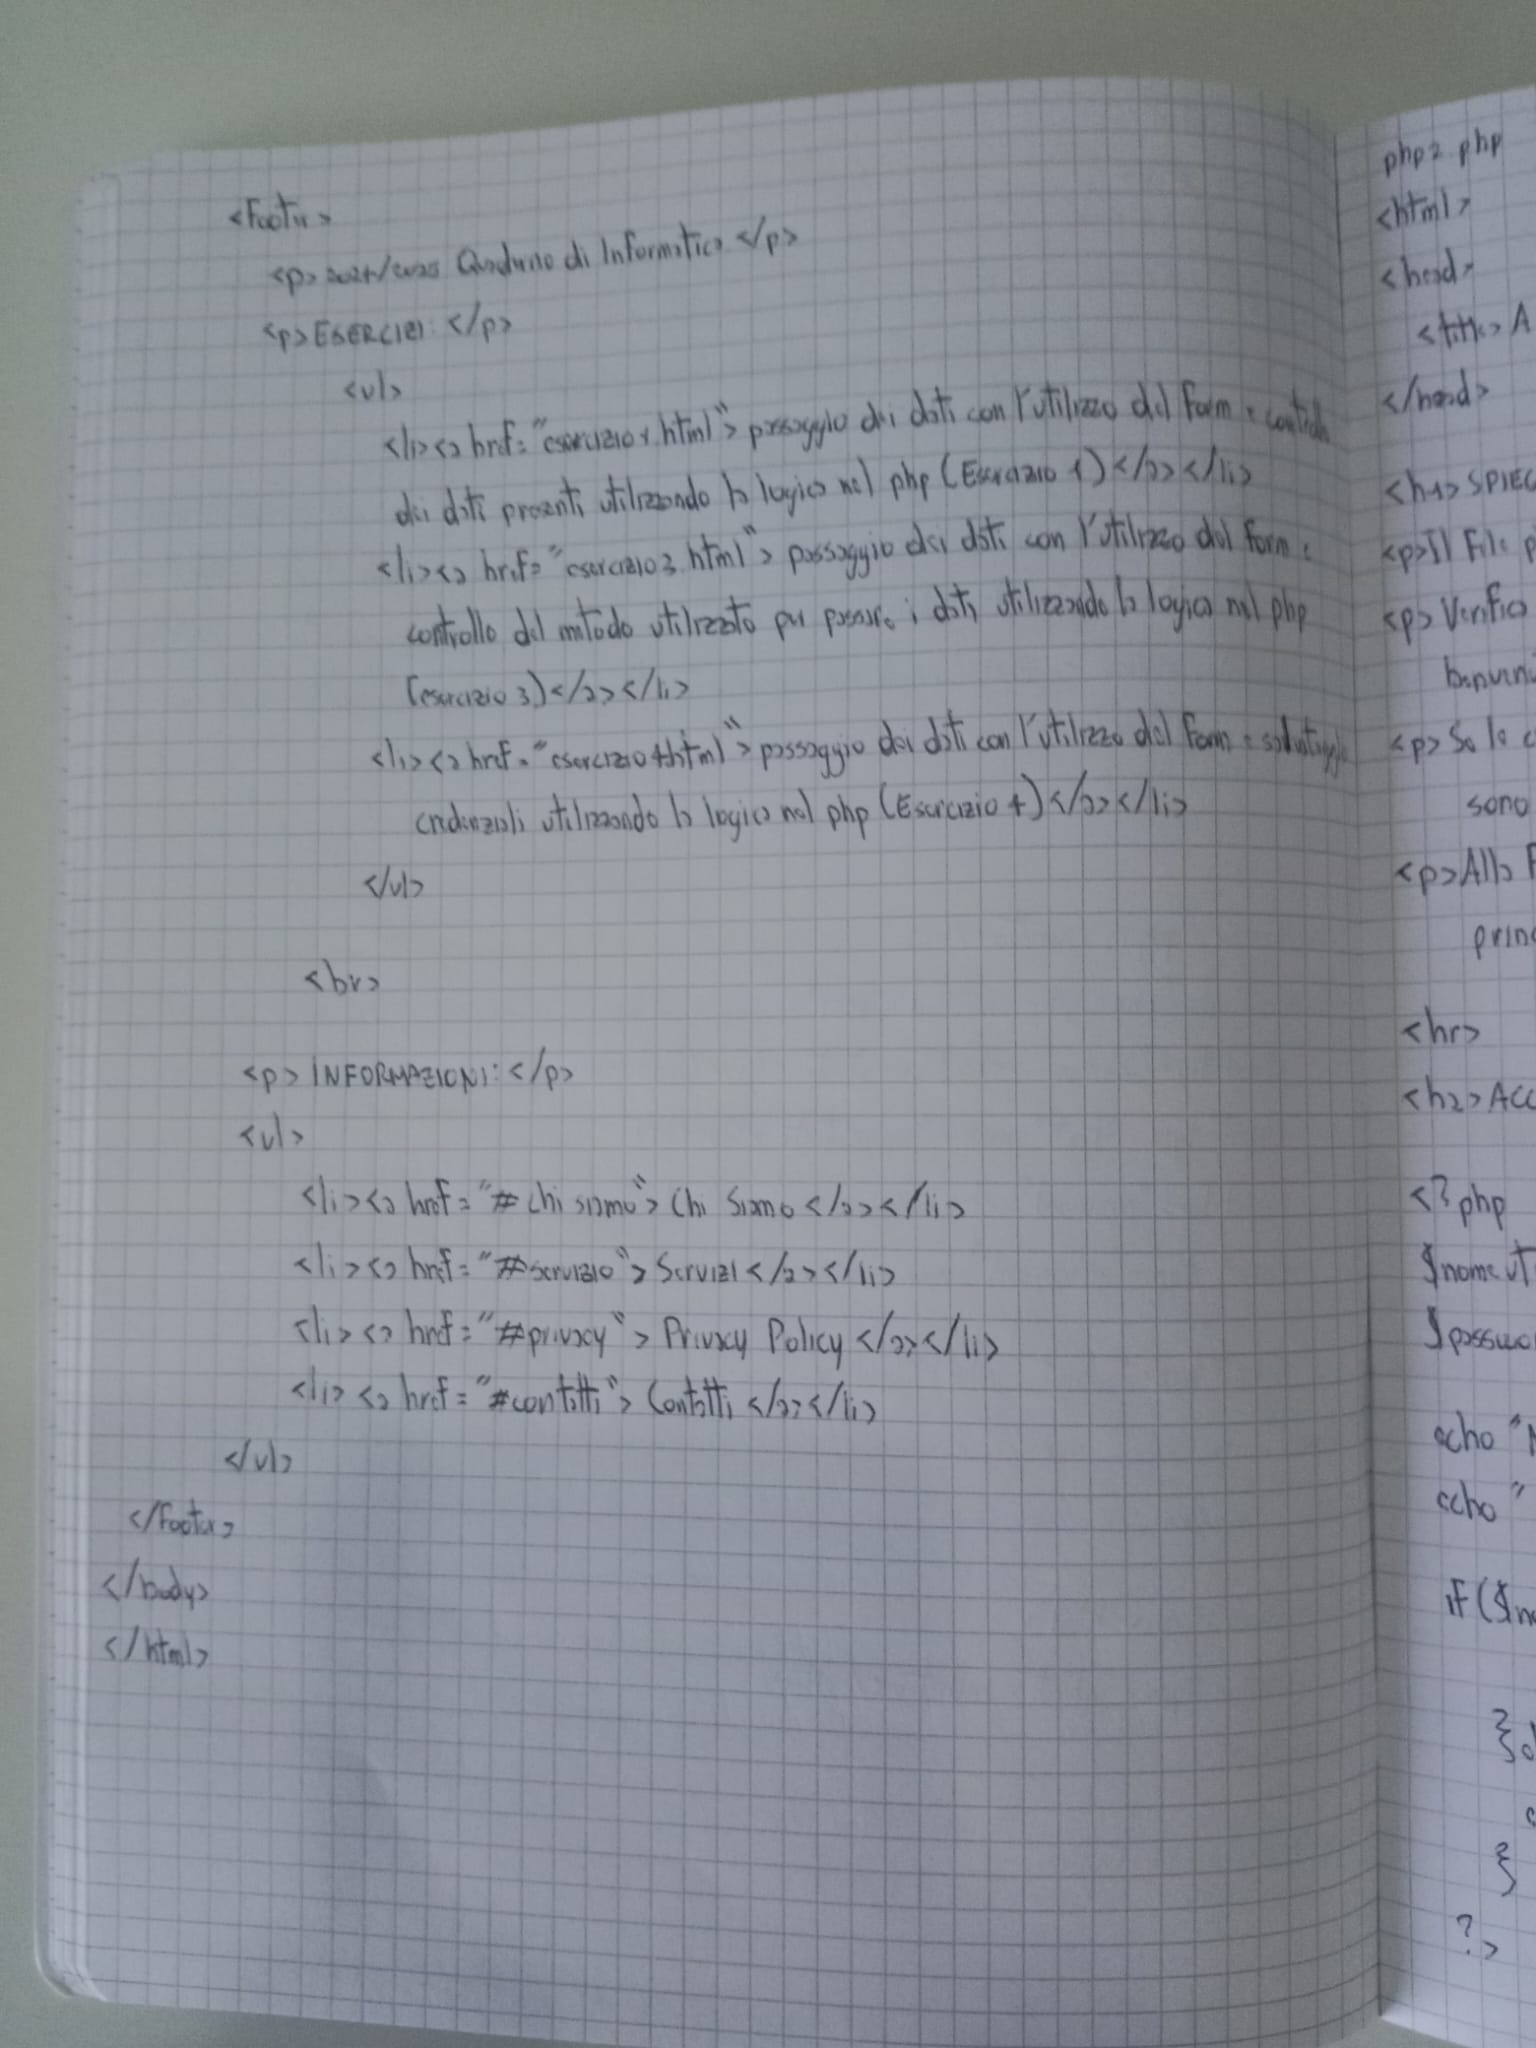 <footer>
<p> 2024/2025 Quaderno di Informatica </p>
<p> ESERCIZI: </p>
<ul>
<li><a href="esercizio1.html"> passaggio dei dati con l'utilizzo del form e controllo
dei dati presenti utilizzando la logica nel php (Esercizio 1)</a></li>
<li><a href="esercizio3.html"> passaggio dei dati con l'utilizzo del form e
controllo del metodo utilizzato per passare i dati utilizzando la logica nel php
(esercizio 3)</a></li>
<li><a href="esercizio4.html"> passaggio dei dati con l'utilizzo del form e
credenziali utilizzando la logica nel php (Esercizio 4)</a></li>
</ul>
<br>
<p> INFORMAZIONI: </p>
<ul>
<li><a href="#chi siamo"> Chi Siamo </a></li>
<li><a href="#servizio"> Servizi </a></li>
<li><a href="#privacy"> Privacy Policy </a></li>
<li><a href="#contatti"> Contatti </a></li>
</ul>
</footer>
</body>
</html>
php2.php
<html>
<head>
<title> A
</head>
<h1> SPIEG
<p> Il File p
<p> Verifica
benveni
<p> Se le c
sono
<p> Alla F
princ
<hr>
<h2> ACC
<?php
$nomeut
$passwo
echo "N
echo "
if ($no
}
}
?>